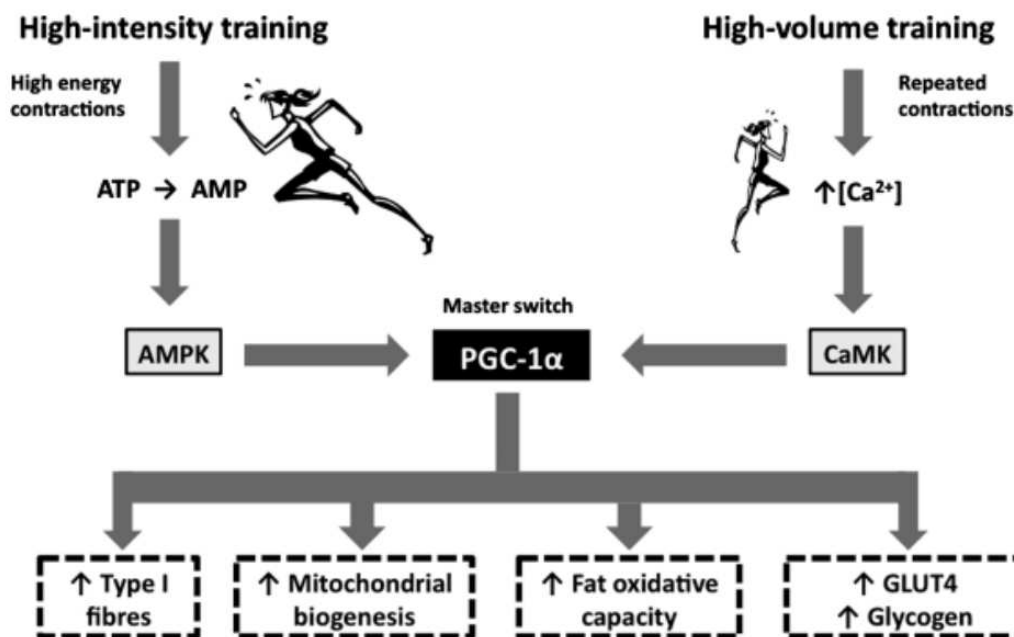 High-intensity training
High-volume training
High energy
contractions
Repeated
contractions
ATP → AMP
↑[Ca²⁺]
Master switch
AMPK
PGC-1α
CaMK
↑ Type I
fibres
↑ Mitochondrial
biogenesis
↑ Fat oxidative
capacity
↑ GLUT4
↑ Glycogen